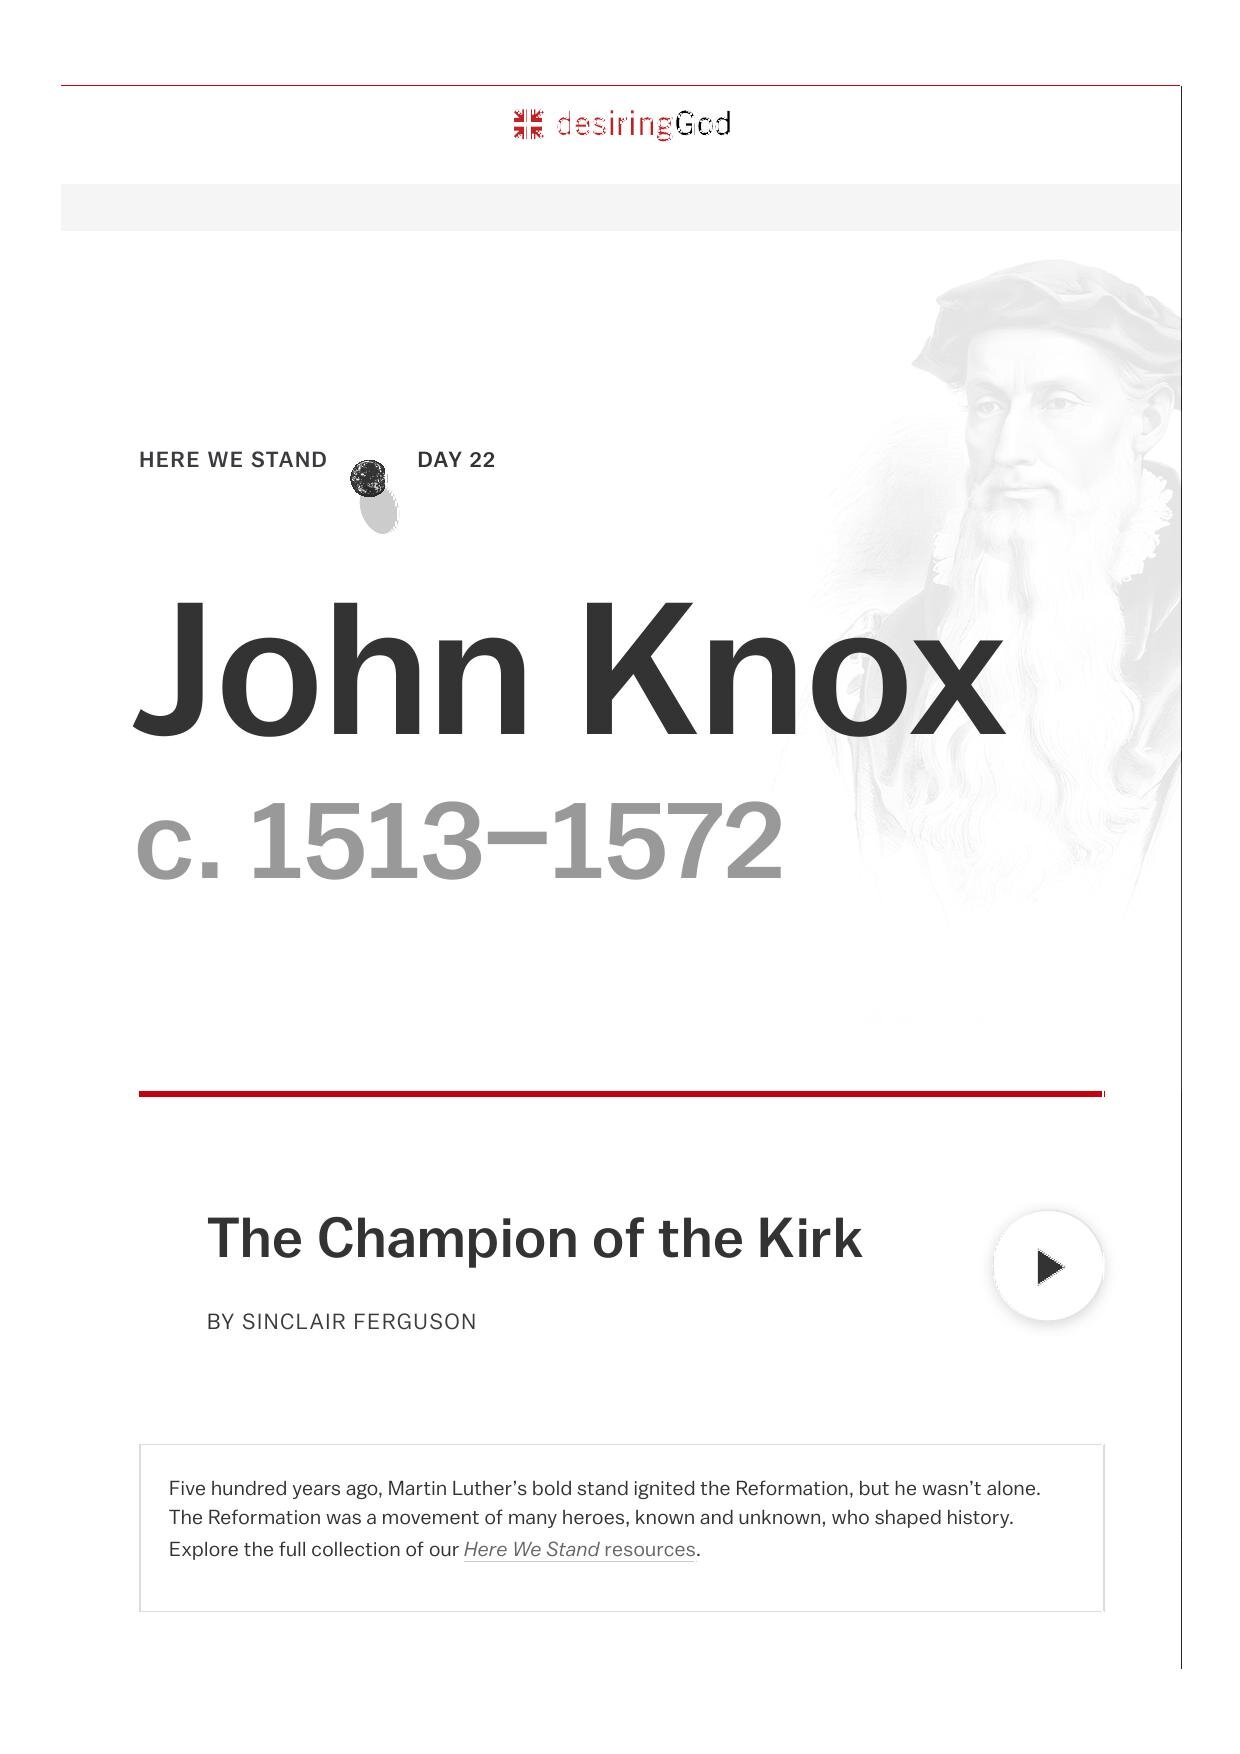 desiringGod
HERE WE STAND DAY 22
John Knox
c. 1513–1572
The Champion of the Kirk
BY SINCLAIR FERGUSON
Five hundred years ago, Martin Luther’s bold stand ignited the Reformation, but he wasn’t alone.
The Reformation was a movement of many heroes, known and unknown, who shaped history.
Explore the full collection of our Here We Stand resources.